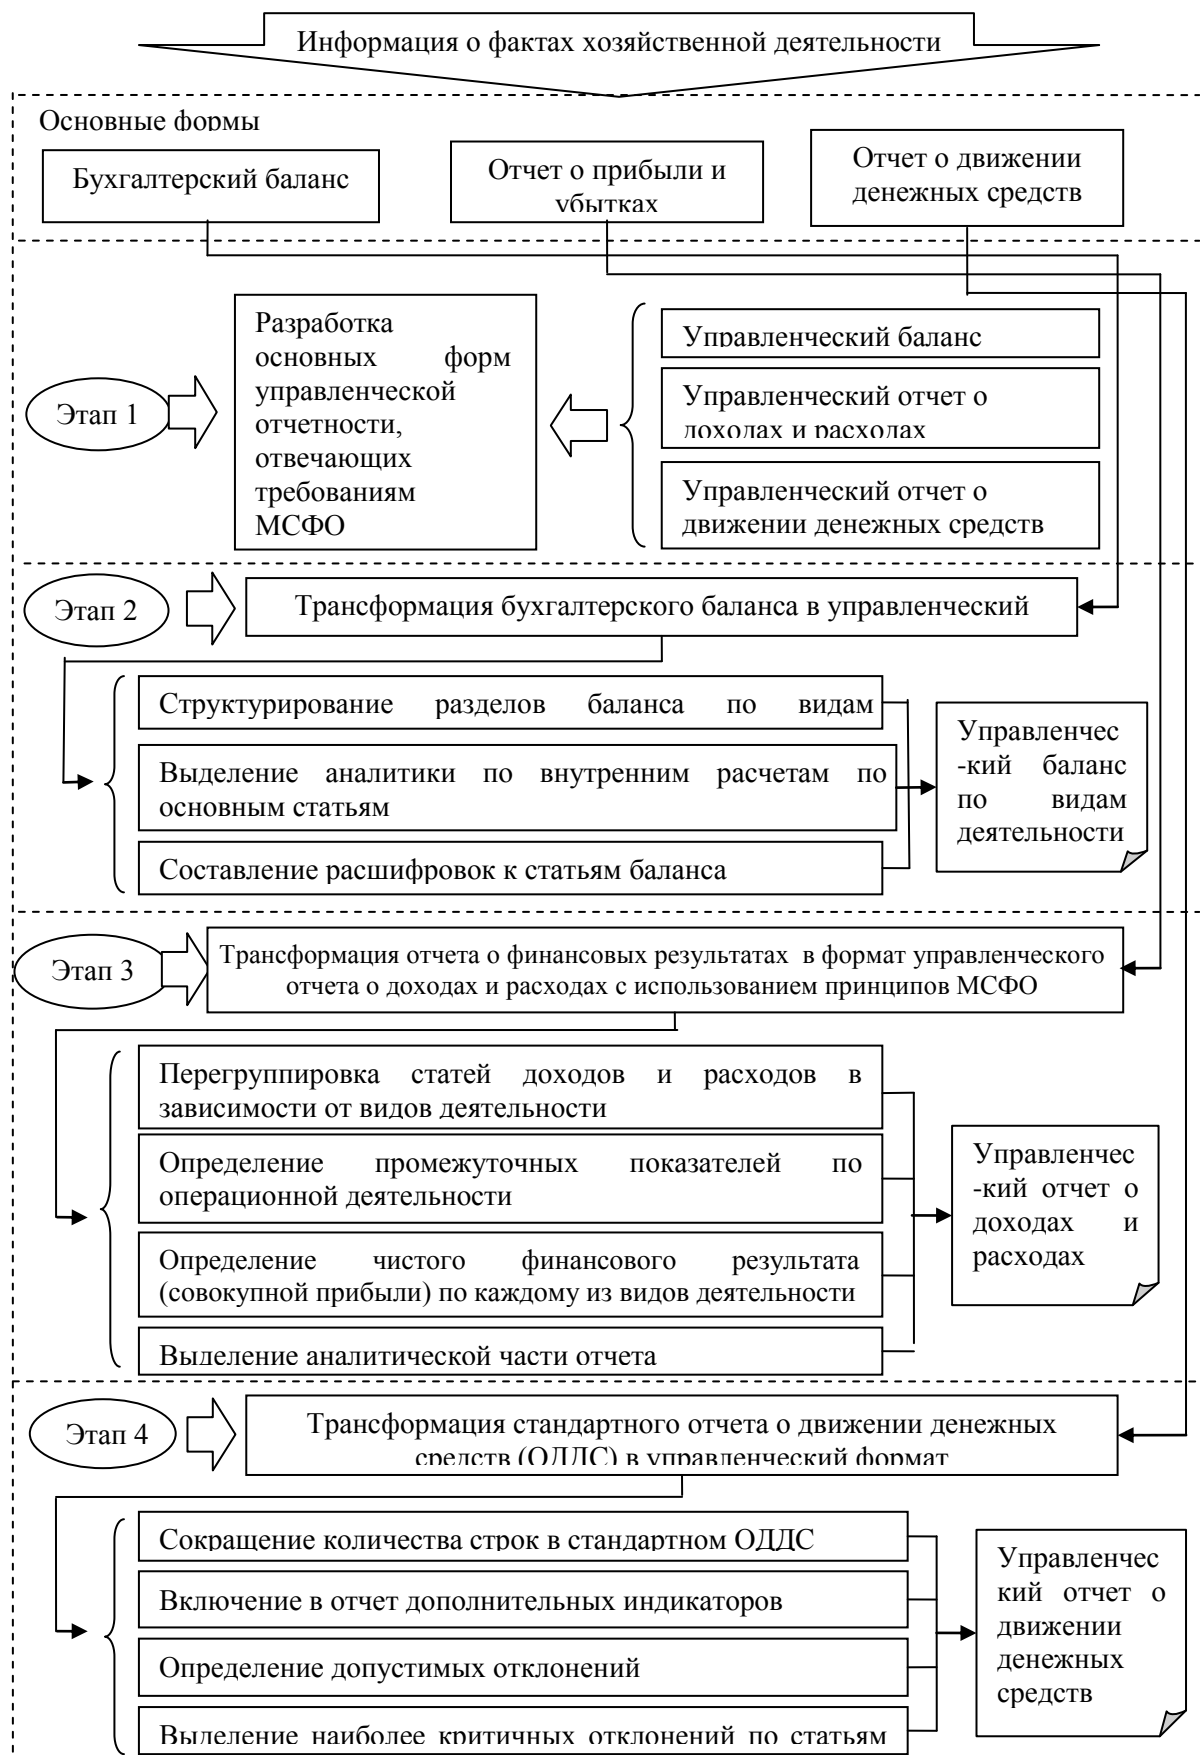 Информация о фактах хозяйственной деятельности
Основные формы
Бухгалтерский баланс
Отчет о прибыли и
убытках
Отчет о движении
денежных средств
Этап 1
Разработка
основных форм
управленческой
отчетности,
отвечающих
требованиям
МСФО
Управленческий баланс
Управленческий отчет о
доходах и расходах
Управленческий отчет о
движении денежных средств
Этап 2
Трансформация бухгалтерского баланса в управленческий
Структурирование разделов баланса по видам
Выделение аналитики по внутренним расчетам по
основным статьям
Составление расшифровок к статьям баланса
Управленчес
-кий баланс
по видам
деятельности
Этап 3
Трансформация отчета о финансовых результатах в формат управленческого
отчета о доходах и расходах с использованием принципов МСФО
Перегруппировка статей доходов и расходов в
зависимости от видов деятельности
Определение промежуточных показателей по
операционной деятельности
Определение чистого финансового результата
(совокупной прибыли) по каждому из видов деятельности
Выделение аналитической части отчета
Управленчес
-кий отчет о
доходах и
расходах
Этап 4
Трансформация стандартного отчета о движении денежных
средств (ОДДС) в управленческий формат
Сокращение количества строк в стандартном ОДДС
Включение в отчет дополнительных индикаторов
Определение допустимых отклонений
Выделение наиболее критичных отклонений по статьям
Управленчес
кий отчет о
движении
денежных
средств